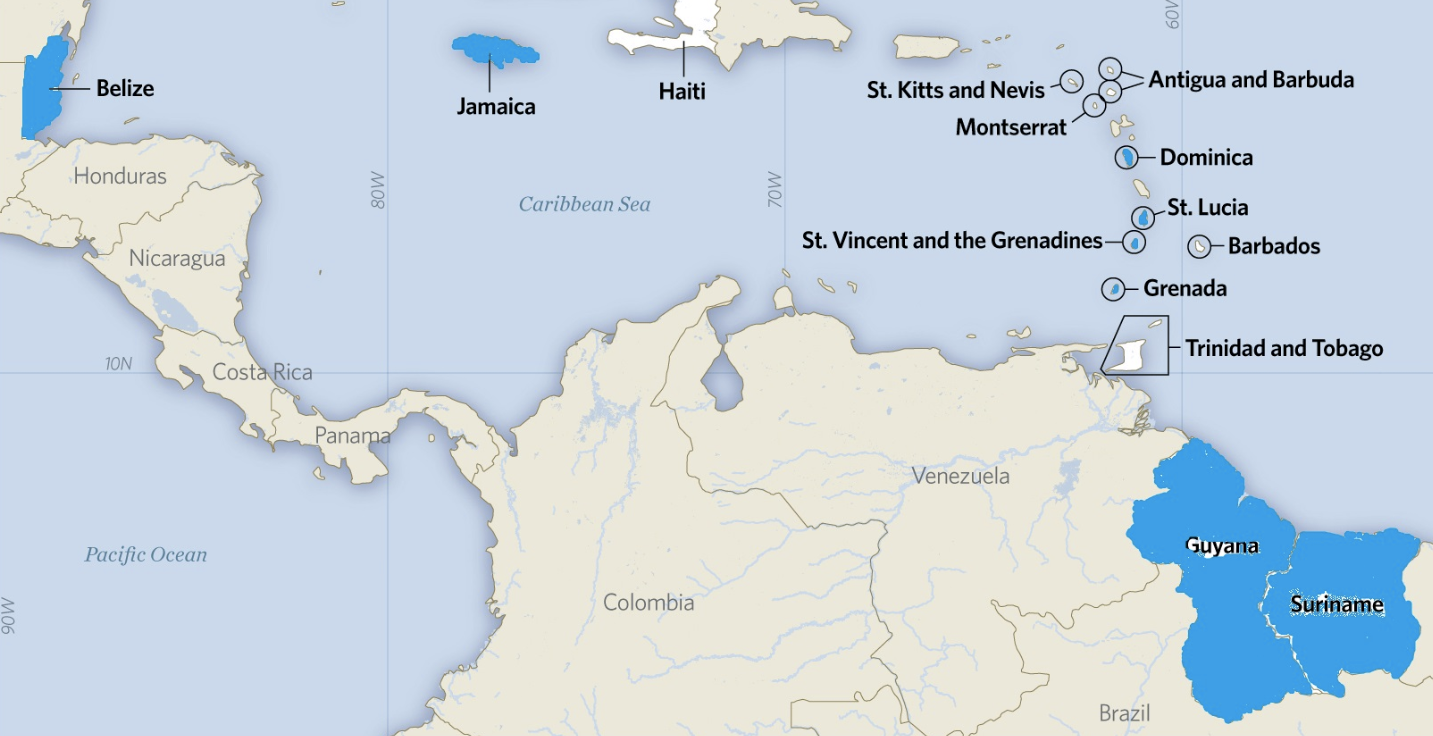 60W
Belize
Jamaica
Haiti
St. Kitts and Nevis
Antigua and Barbuda
Montserrat
Dominica
Honduras
80W
70W
Caribbean Sea
St. Lucia
St. Vincent and the Grenadines
Barbados
Nicaragua
Grenada
Trinidad and Tobago
10N
Costa Rica
Panama
Venezuela
Guyana
Pacific Ocean
Colombia
Suriname
90W
Brazil